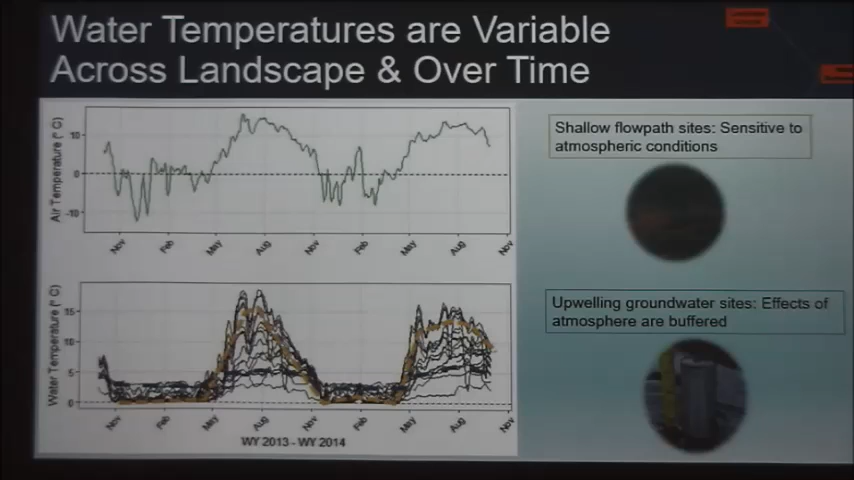 Water Temperatures are Variable
Across Landscape & Over Time
Air Temperature (° C)
10
0
-10
Nov
Feb
May
Aug
Nov
Feb
May
Aug
Nov
Shallow flowpath sites: Sensitive to
atmospheric conditions
Water Temperature (° C)
15
10
5
0
Nov
Feb
May
Aug
Nov
Feb
May
Aug
Nov
WY 2013 - WY 2014
Upwelling groundwater sites: Effects of
atmosphere are buffered